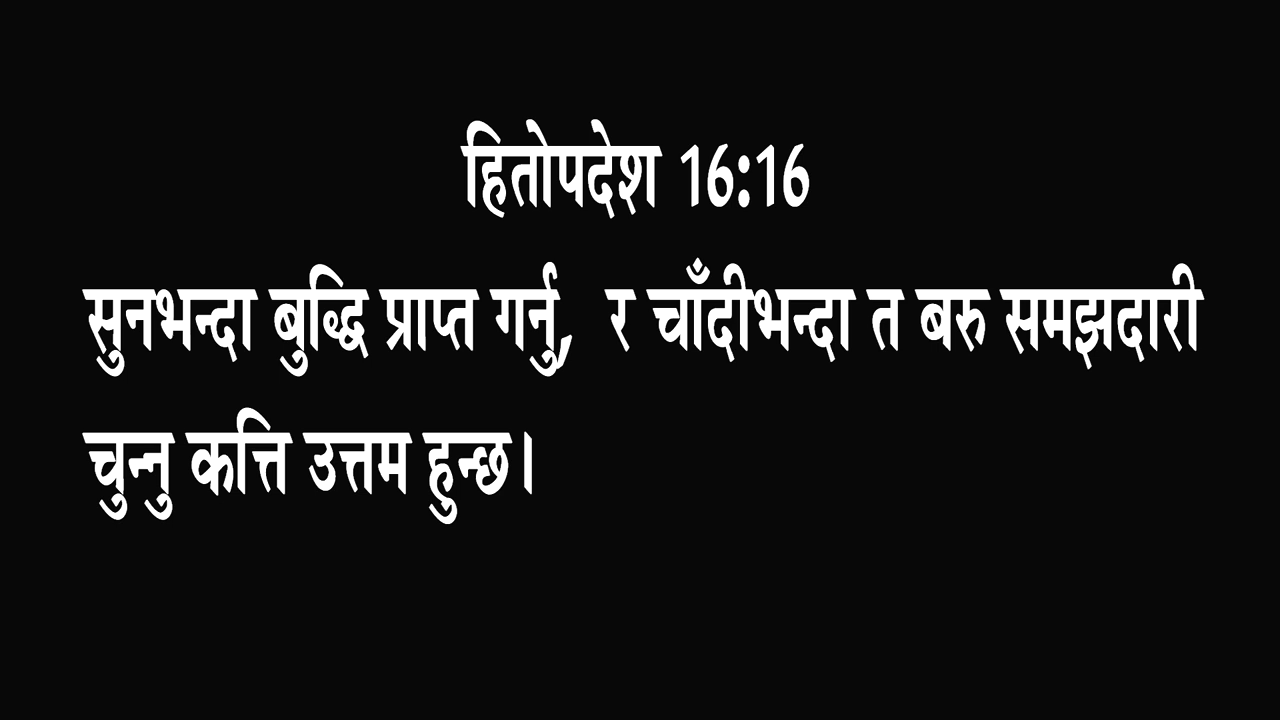 हितोपदेश 16:16
सुनभन्दा बुद्धि प्राप्त गर्नु, र चाँदीभन्दा त बरु समझदारी
चुन्नु कत्ति उत्तम हुन्छ।